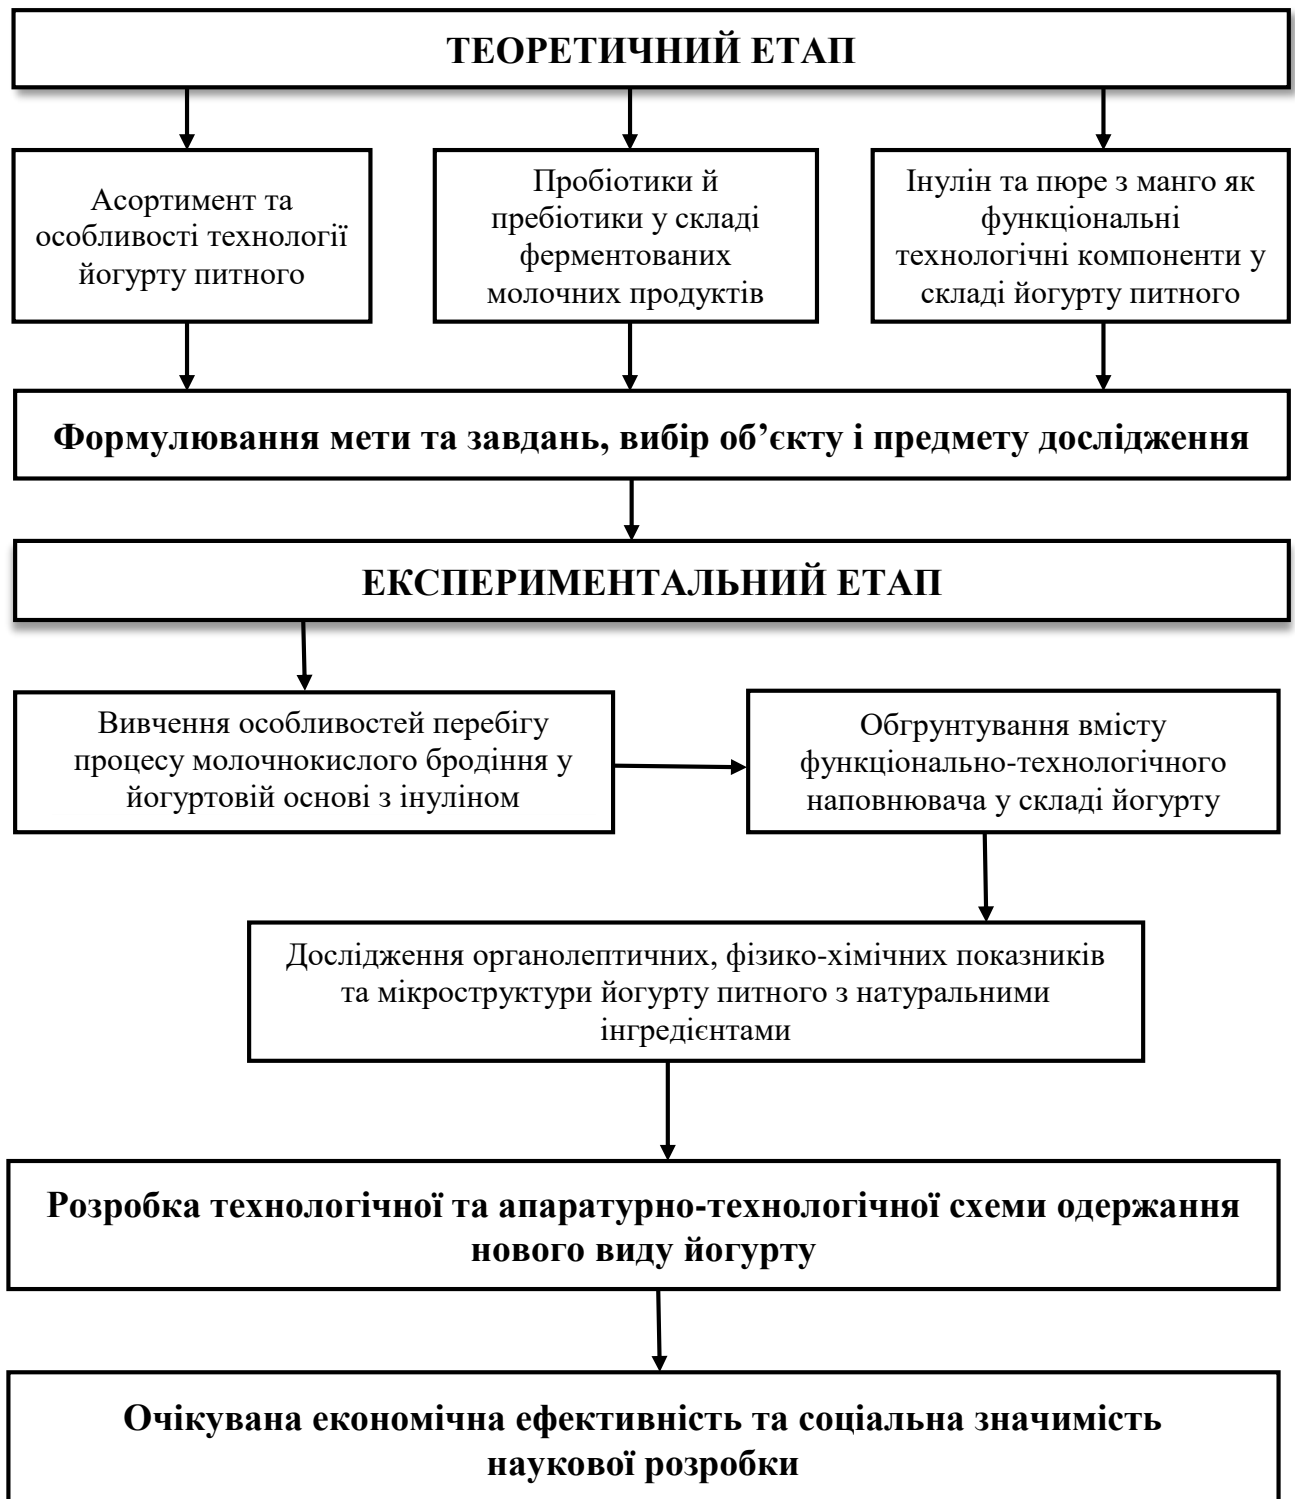 ТЕОРЕТИЧНИЙ ЕТАП
Асортимент та
особливості технології
йогурту питного
Пробіотики й
пребіотики у складі
ферментованих
молочних продуктів
Інулін та пюре з манго як
функціональні
технологічні компоненти у
складі йогурту питного
Формулювання мети та завдань, вибір об’єкту і предмету дослідження
ЕКСПЕРИМЕНТАЛЬНИЙ ЕТАП
Вивчення особливостей перебігу
процесу молочнокислого бродіння у
йогуртовій основі з інуліном
Обгрунтування вмісту
функціонально-технологічного
наповнювача у складі йогурту
Дослідження органолептичних, фізико-хімічних показників
та мікроструктури йогурту питного з натуральними
інгредієнтами
Розробка технологічної та апаратурно-технологічної схеми одержання
нового виду йогурту
Очікувана економічна ефективність та соціальна значимість
наукової розробки